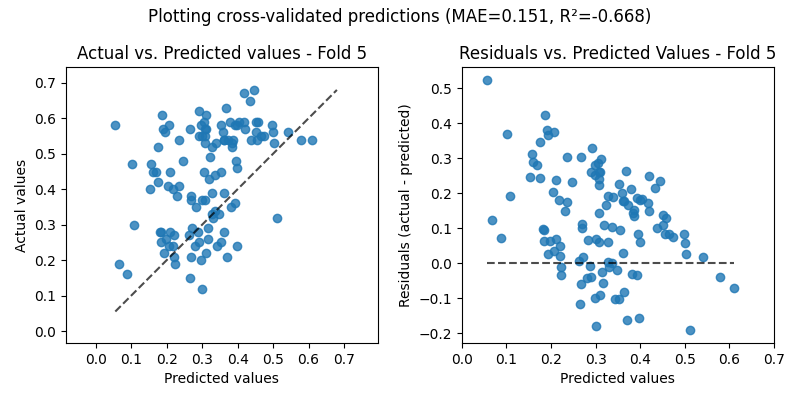 Plotting cross-validated predictions (MAE=0.151, R²=-0.668)
Actual vs. Predicted values - Fold 5
Actual values
0.7
0.6
0.5
0.4
0.3
0.2
0.1
0.0
0.0 0.1 0.2 0.3 0.4 0.5 0.6 0.7
Predicted values
Residuals vs. Predicted Values - Fold 5
Residuals (actual - predicted)
0.5
0.4
0.3
0.2
0.1
0.0
−0.1
−0.2
0.0 0.1 0.2 0.3 0.4 0.5 0.6 0.7
Predicted values